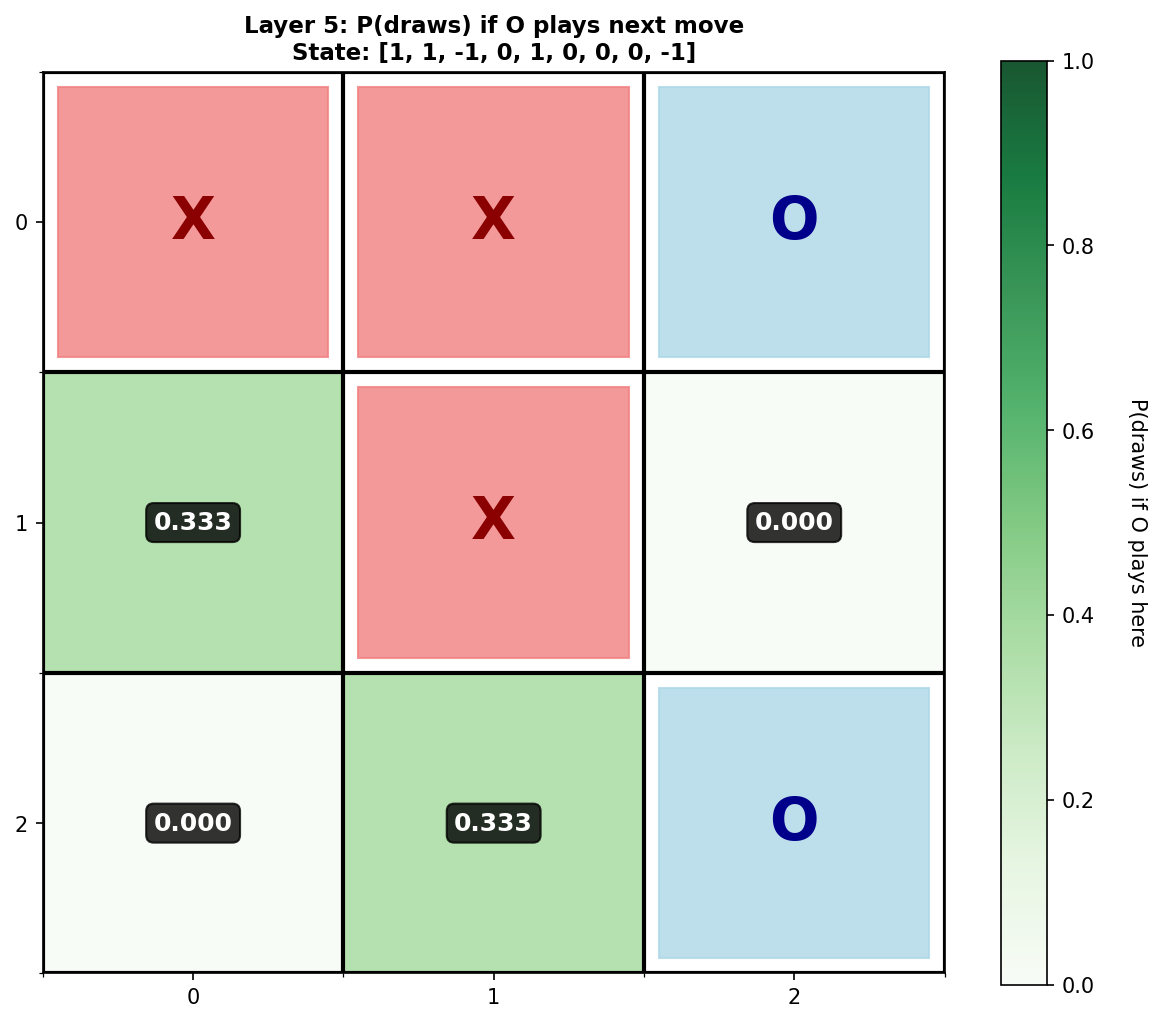 Layer 5: P(draws) if O plays next move
State: [1, 1, -1, 0, 1, 0, 0, 0, -1]
X X O
0.333 X 0.000
0.000 0.333 O
0
1
2
0 1 2
1.0
0.8
0.6
0.4
0.2
0.0
P(draws) if O plays here